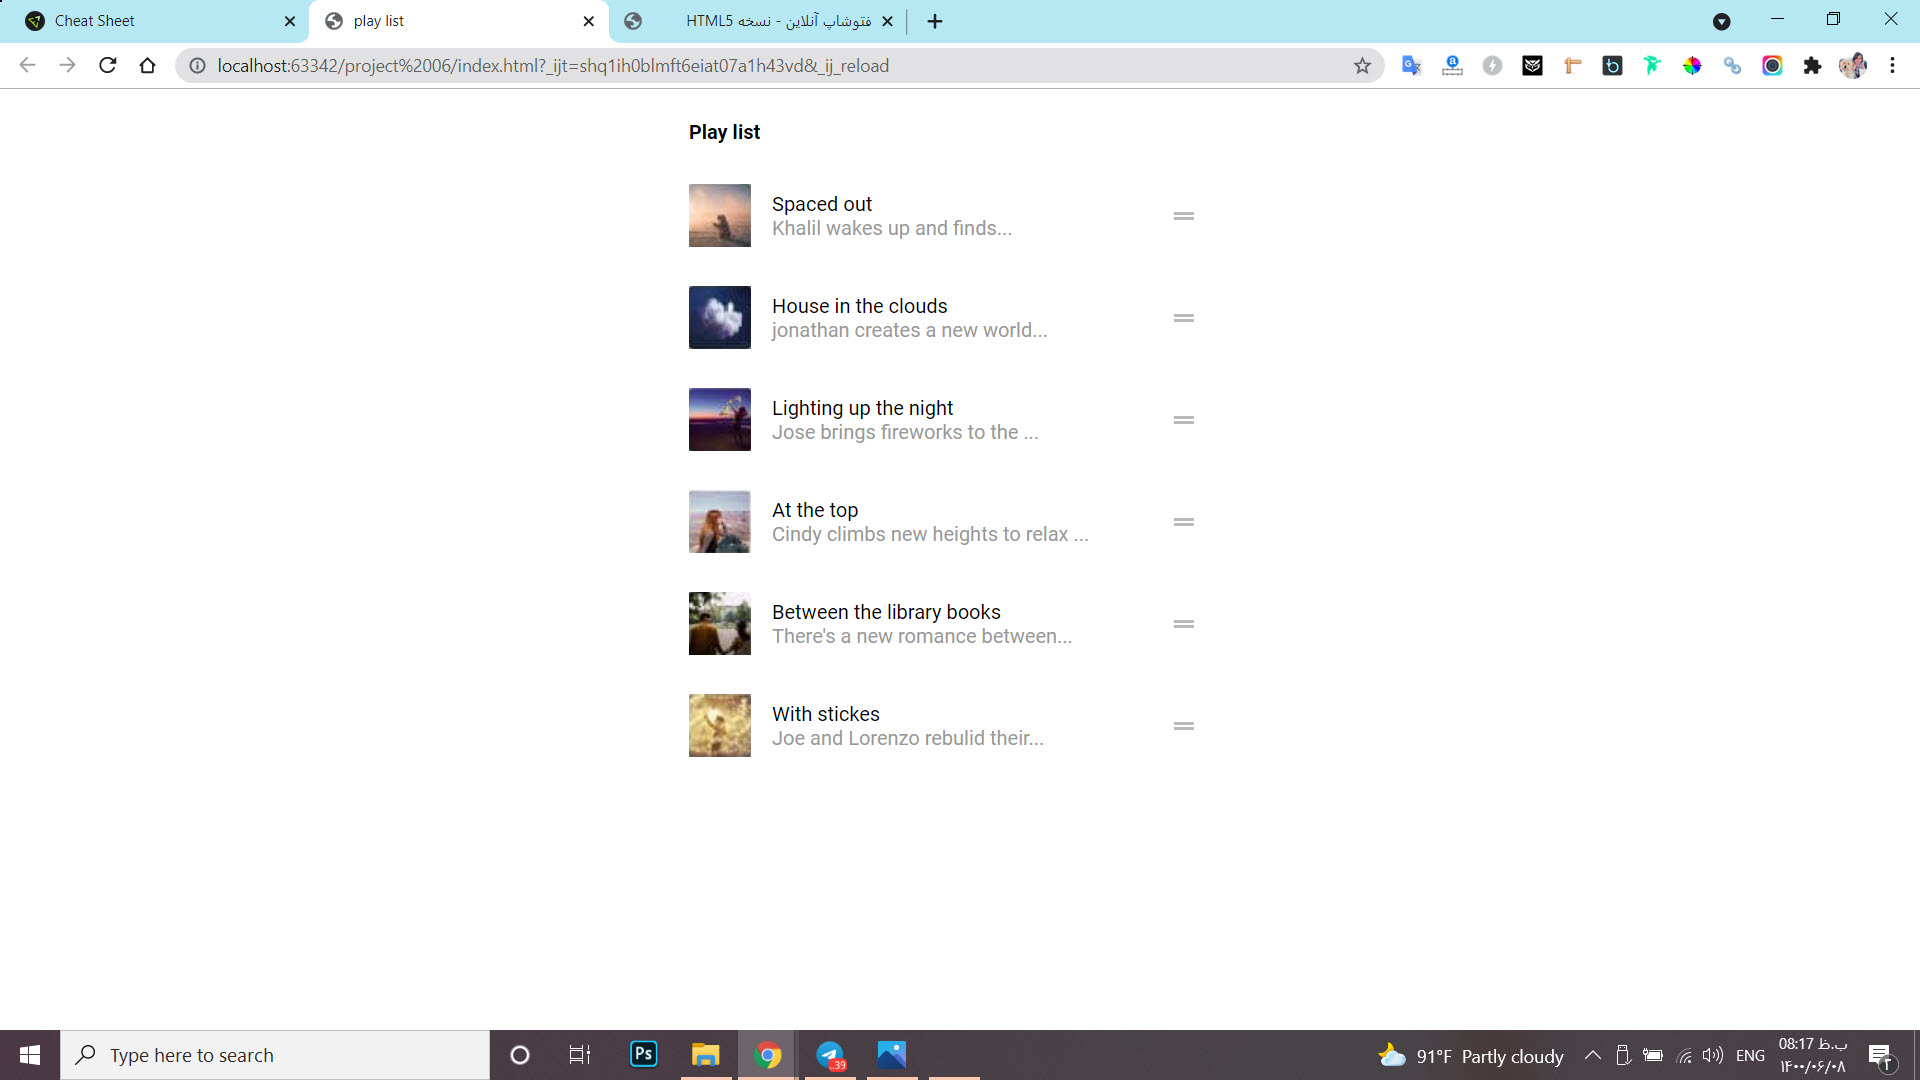 Cheat Sheet
play list
فتوشاپ آنلاین - نسخه HTML5
localhost:63342/project%2006/index.html?_ijt=shq1ih0blmft6eiat07a1h43vd&_ij_reload
Play list
Spaced out
Khalil wakes up and finds...
House in the clouds
jonathan creates a new world...
Lighting up the night
Jose brings fireworks to the ...
At the top
Cindy climbs new heights to relax ...
Between the library books
There's a new romance between...
With stickes
Joe and Lorenzo rebulid their...
Type here to search
Ps
..39
91°F Partly cloudy
ENG
08:17 ب.ظ
۱۴۰۰/۰۶/۰۸
۲